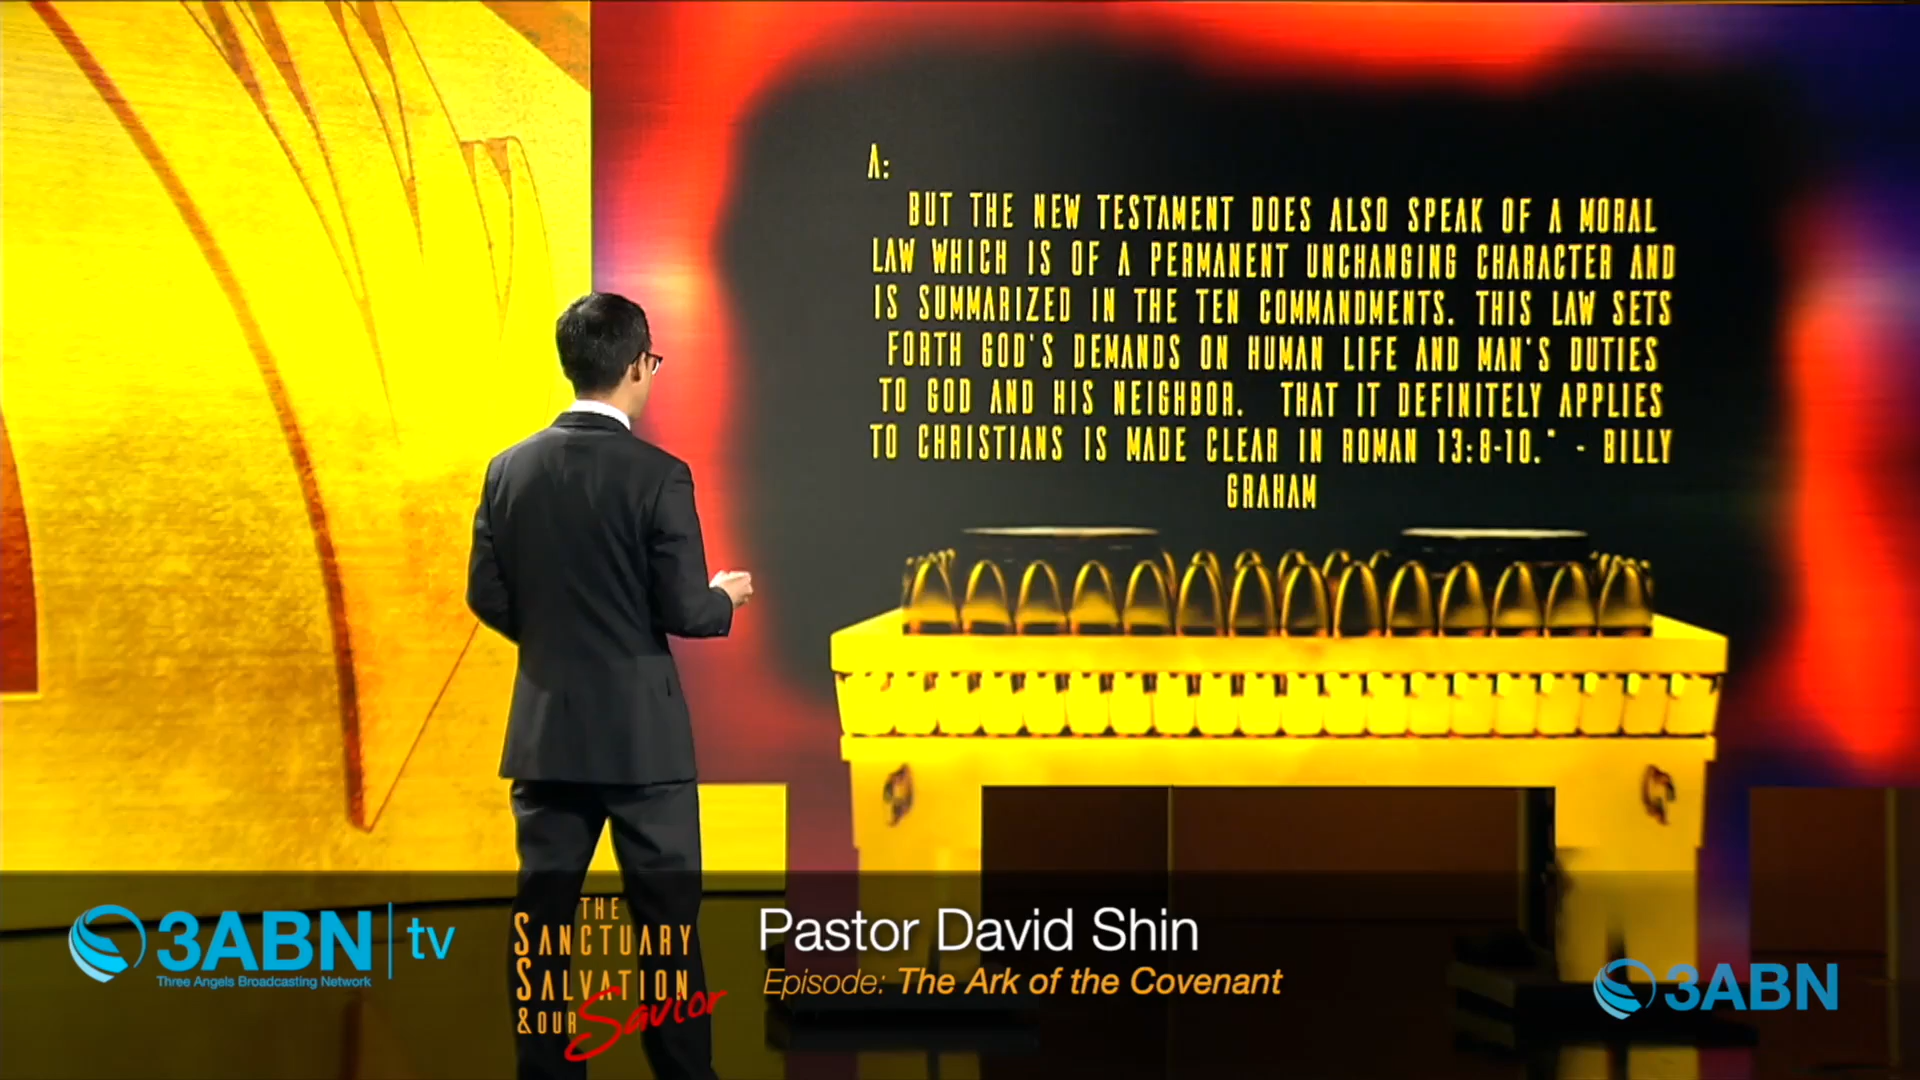 A:
BUT THE NEW TESTAMENT DOES ALSO SPEAK OF A MORAL
LAW WHICH IS OF A PERMANENT UNCHANGING CHARACTER AND
IS SUMMARIZED IN THE TEN COMMANDMENTS. THIS LAW SETS
FORTH GOD'S DEMANDS ON HUMAN LIFE AND MAN'S DUTIES
TO GOD AND HIS NEIGHBOR. THAT IT DEFINITELY APPLIES
TO CHRISTIANS IS MADE CLEAR IN ROMAN 13:8-10." - BILLY
GRAHAM
3ABN tv
Three Angels Broadcasting Network
THE
SANCTUARY
SALVATION
& OUR Savior
Pastor David Shin
Episode: The Ark of the Covenant
3ABN